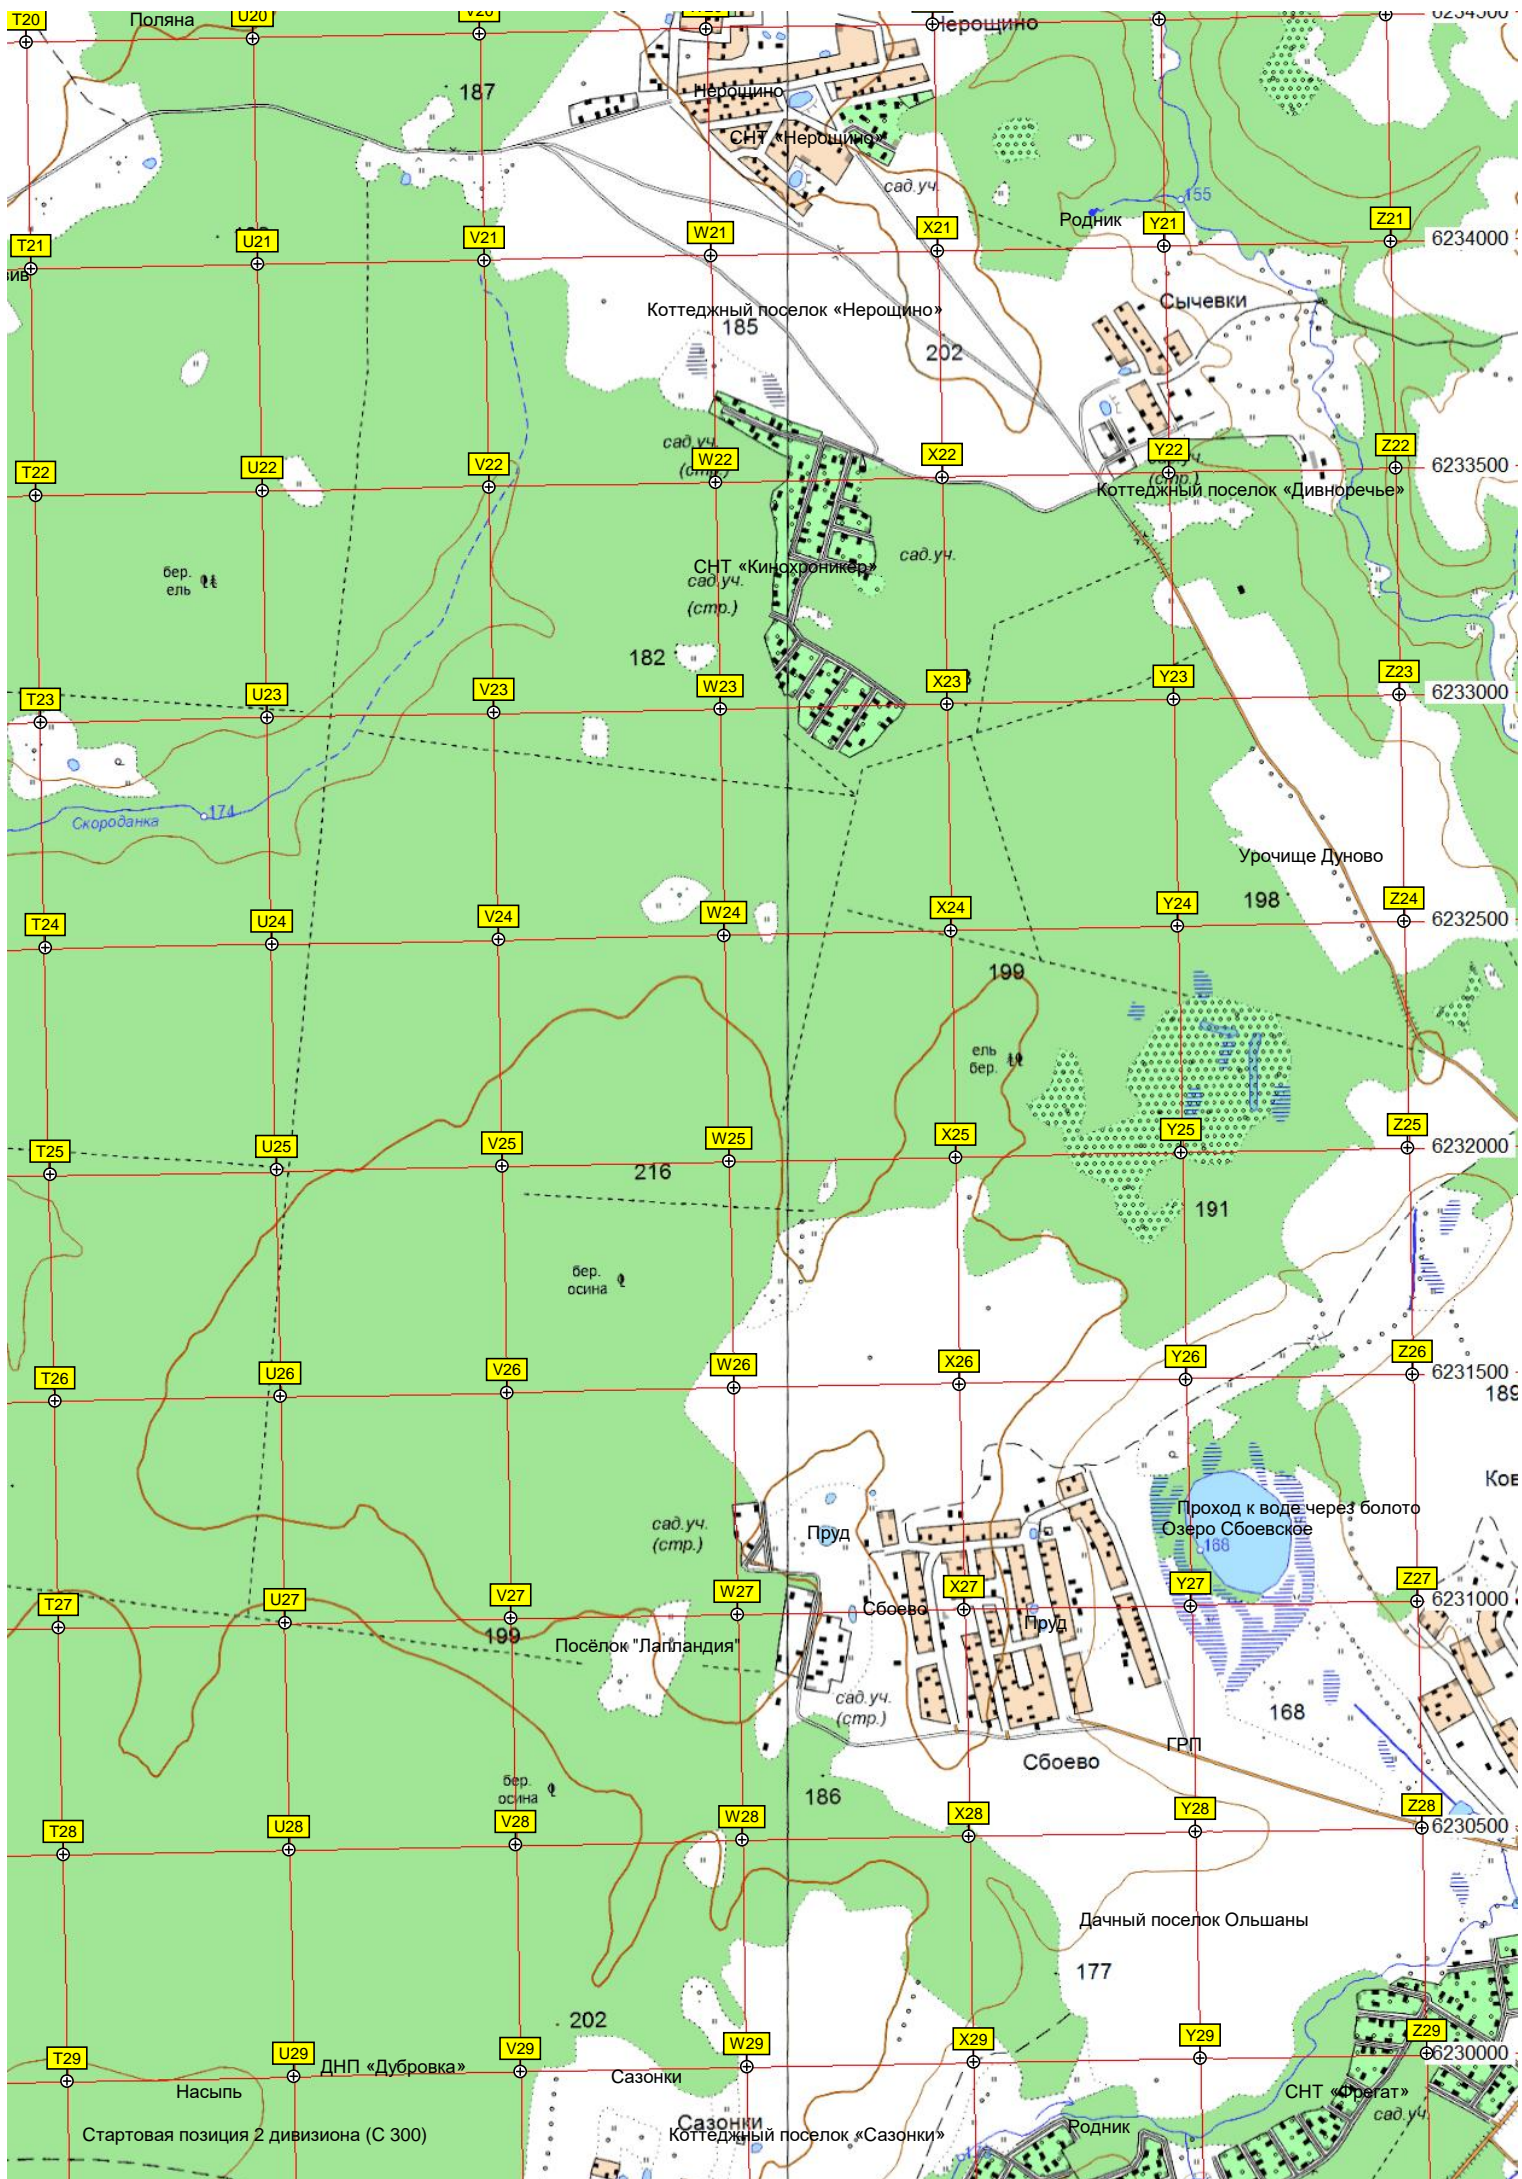 T20
U20
V20
Поляна
Нерощино
6234500
187
Нерощино
СНТ «Нерощино»
сад.уч.
155
Родник
T21
U21
V21
W21
X21
Y21
Z21
6234000
Сычевки
Коттеджный поселок «Нерощино»
185
202
сад.уч.
T22
U22
V22
W22
X22
Y22
Z22
6233500
(стр.)
Коттеджный поселок «Дивноречье»
сад.уч.
СНТ «Кинохроникёр»
бер.
ель
сад.уч.
(стр.)
182
T23
U23
V23
W23
X23
Y23
Z23
6233000
174
Скороданка
Урочище Дуново
198
T24
U24
V24
W24
X24
Y24
Z24
6232500
199
ель
бер.
T25
U25
V25
W25
X25
Y25
Z25
6232000
216
191
бер.
осина
T26
U26
V26
W26
X26
Y26
Z26
6231500
189
Ков
Проход к воде через болото
Озеро Сбоевское
168
сад.уч.
(стр.)
Пруд
T27
U27
V27
W27
X27
Y27
Z27
6231000
Сбоево
Пруд
199
Посёлок "Лапландия"
сад.уч.
(стр.)
168
ГРП
Сбоево
бер.
осина
186
T28
U28
V28
W28
X28
Y28
Z28
6230500
Дачный поселок Ольшаны
177
202
T29
U29
V29
W29
X29
Y29
Z29
6230000
ДНП «Дубровка»
Насыпь
Сазонки
СНТ «Фрегат»
сад.уч.
Сазонки
Родник
Стартовая позиция 2 дивизиона (С 300)
Коттеджный поселок «Сазонки»